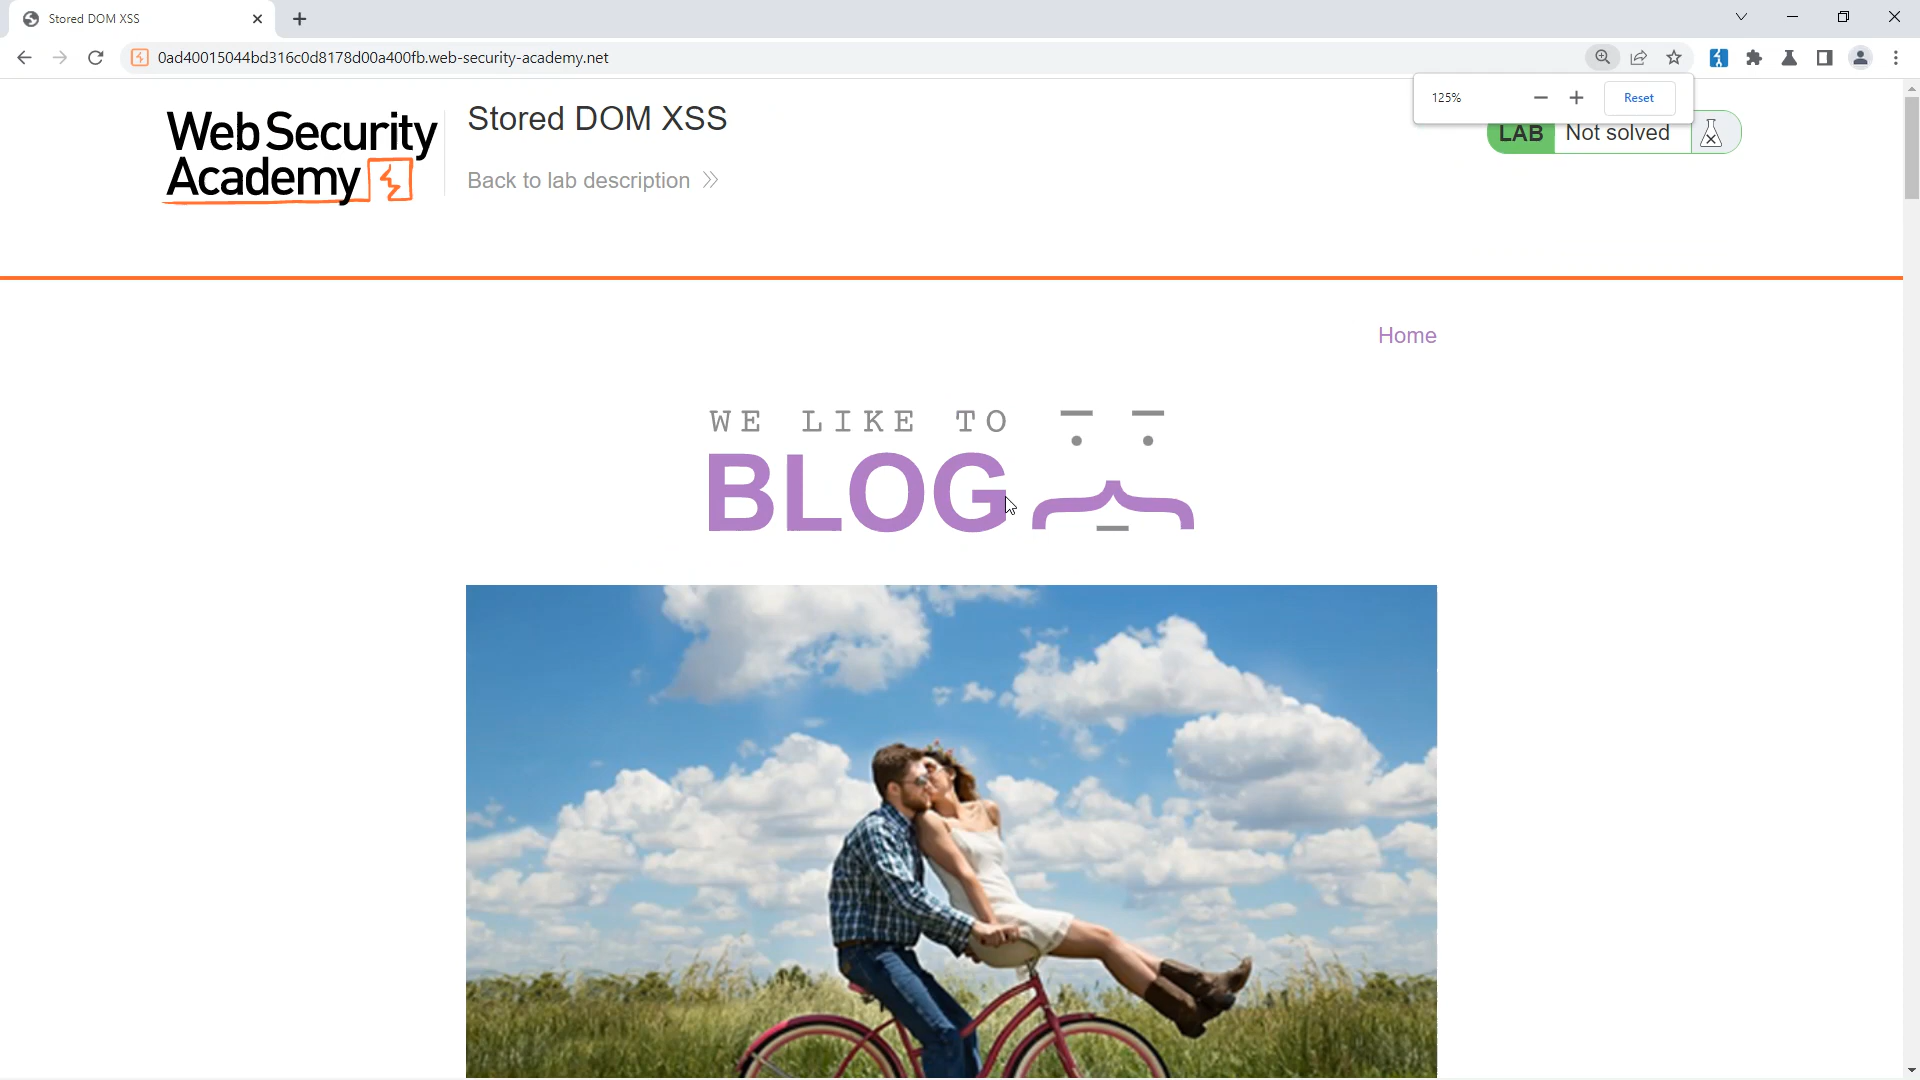 Stored DOM XSS
0ad40015044bd316c0d8178d00a400fb.web-security-academy.net
125%
Reset
Web Security
Academy
Stored DOM XSS
Back to lab description
LAB
Not solved
Home
WE LIKE TO
BLOG